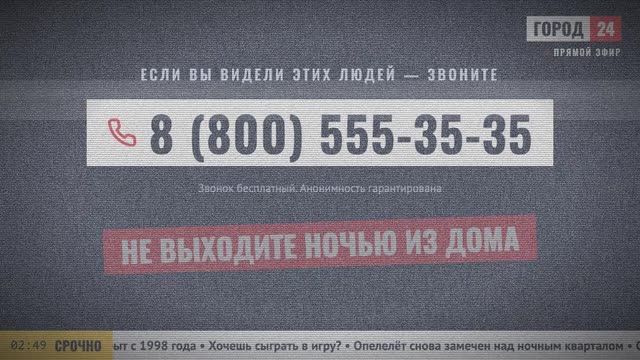 ГОРОД 24
ПРЯМОЙ ЭФИР
ЕСЛИ ВЫ ВИДЕЛИ ЭТИХ ЛЮДЕЙ — ЗВОНИТЕ
8 (800) 555-35-35
Звонок бесплатный. Анонимность гарантирована
НЕ ВЫХОДИТЕ НОЧЬЮ ИЗ ДОМА
02:49 СРОЧНО ыт с 1998 года • Хочешь сыграть в игру? • Опелелёт снова замечен над ночным кварталом •